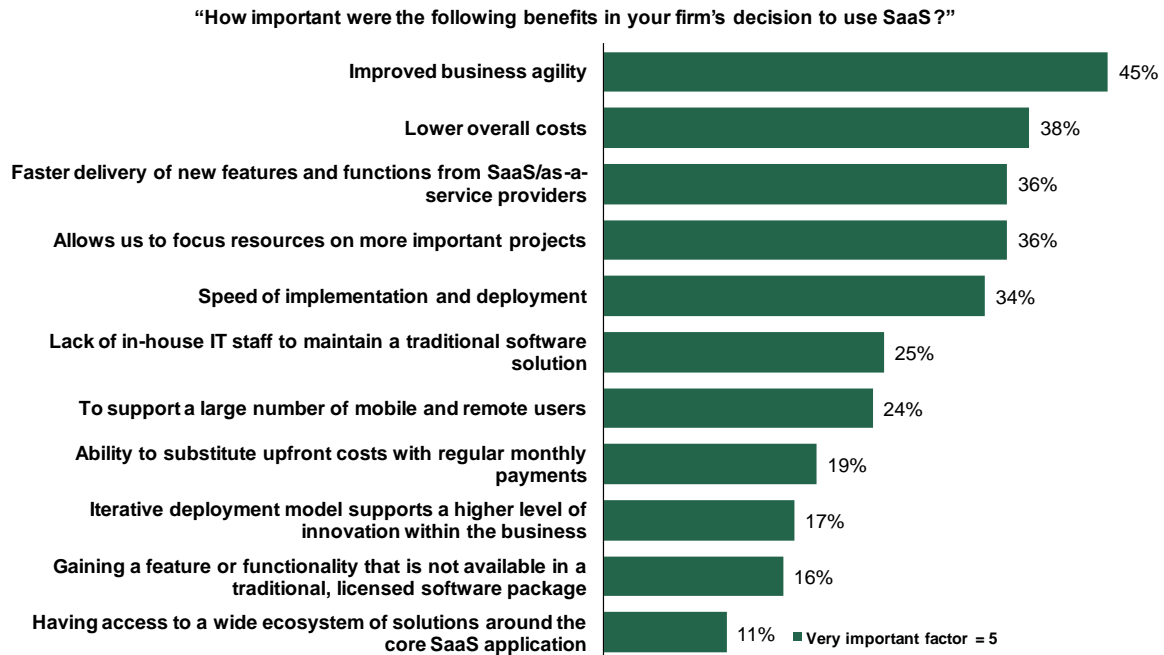 “How important were the following benefits in your firm’s decision to use SaaS?”
Improved business agility
45%
Lower overall costs
38%
Faster delivery of new features and functions from SaaS/as-a-
service providers
36%
Allows us to focus resources on more important projects
36%
Speed of implementation and deployment
34%
Lack of in-house IT staff to maintain a traditional software
solution
25%
To support a large number of mobile and remote users
24%
Ability to substitute upfront costs with regular monthly
payments
19%
Iterative deployment model supports a higher level of
innovation within the business
17%
Gaining a feature or functionality that is not available in a
traditional, licensed software package
16%
Having access to a wide ecosystem of solutions around the
core SaaS application
11%
Very important factor = 5